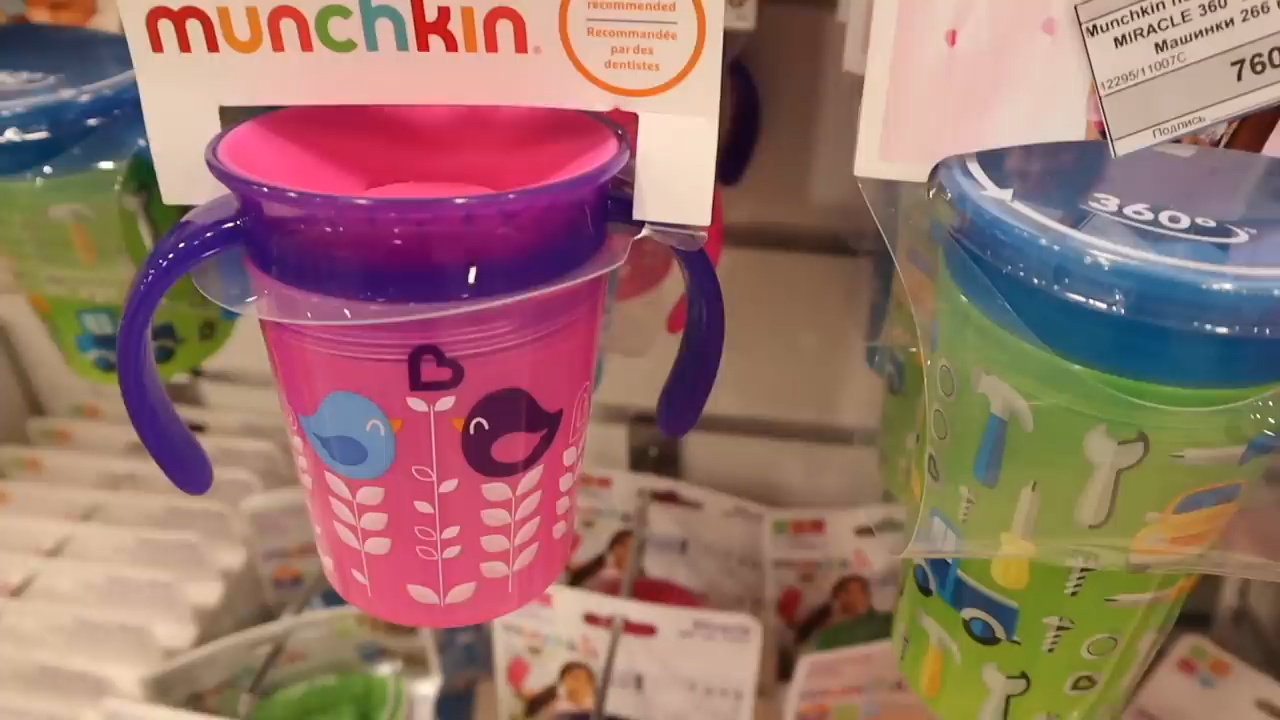 munchkin
recommended
Recommandée
par des
dentistes
Munchkin
MIRACLE 360
Машинки 266
12295/11007C
760
Подпись
360°